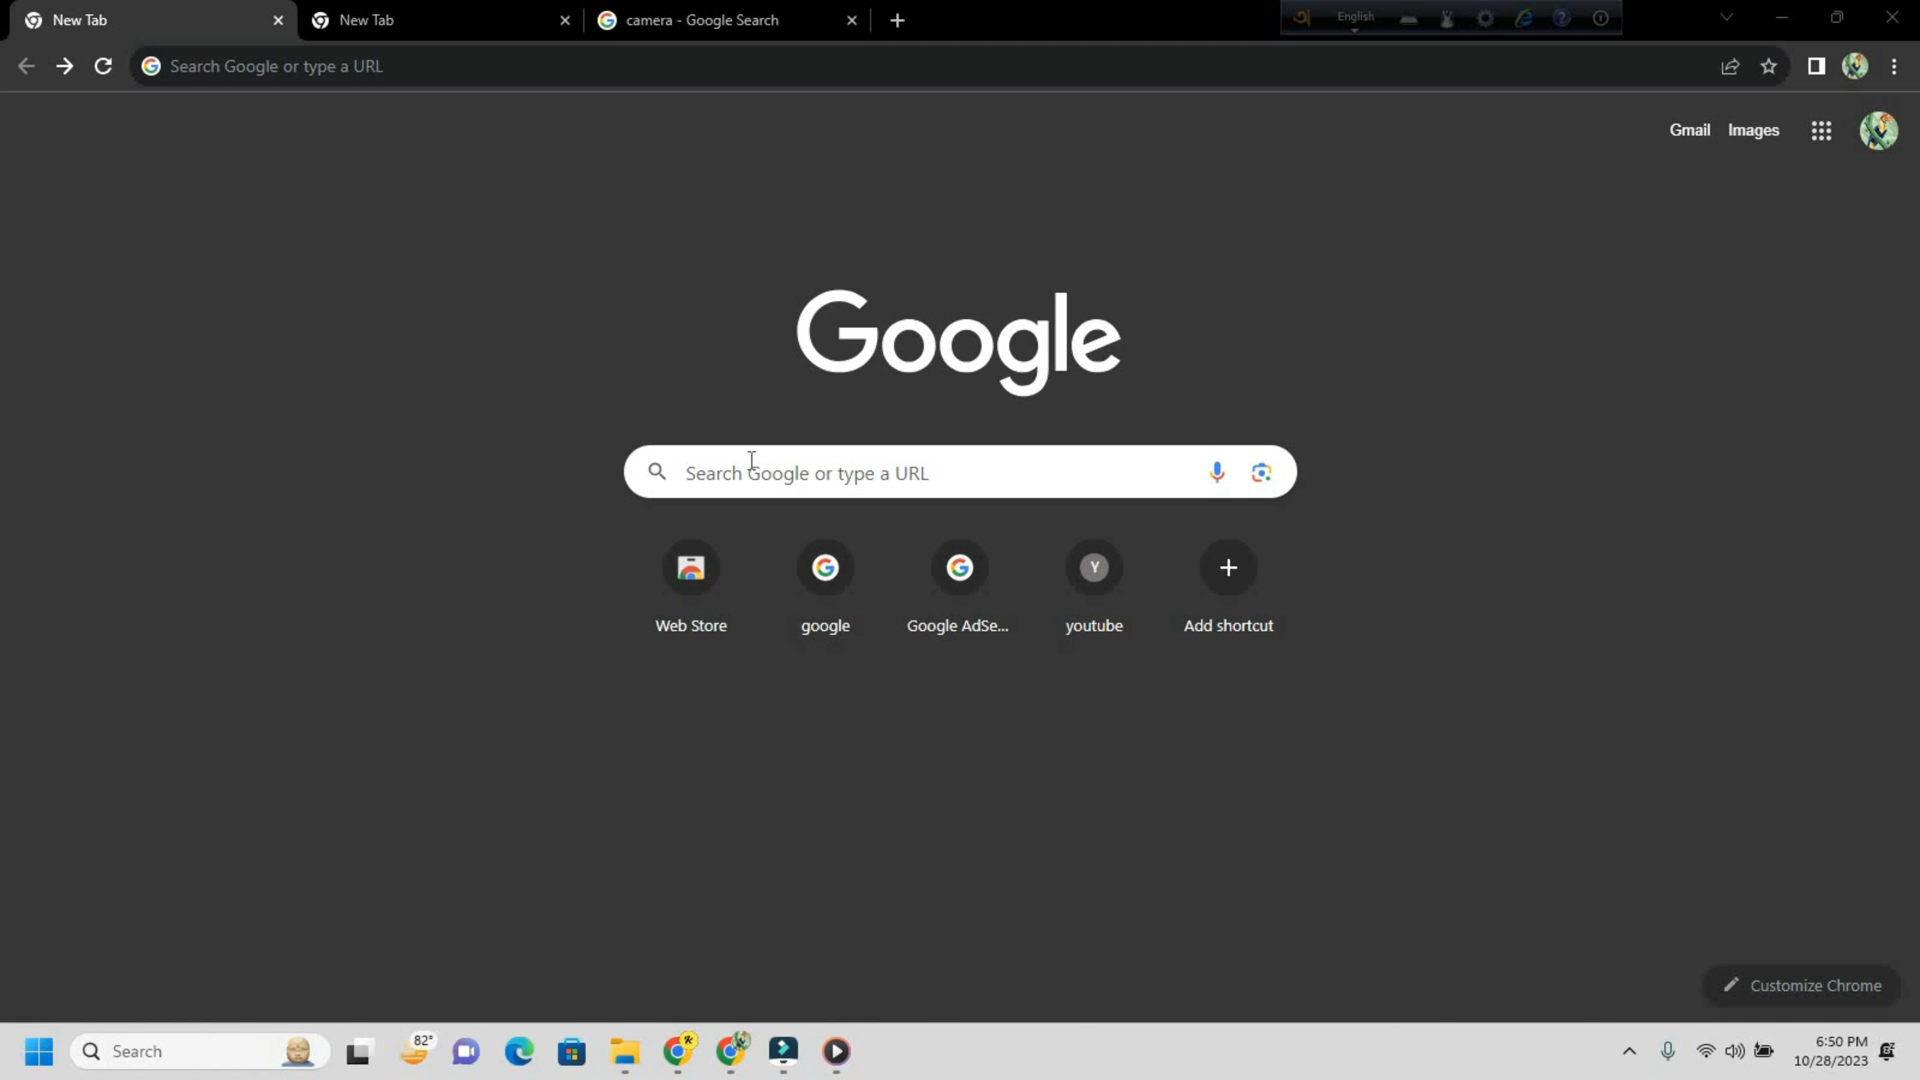 New Tab
New Tab
camera - Google Search
English
Search Google or type a URL
Gmail
Images
Google
Search Google or type a URL
Web Store
google
Google AdSe...
Y
youtube
Add shortcut
Customize Chrome
Search
82°
6:50 PM
10/28/2023